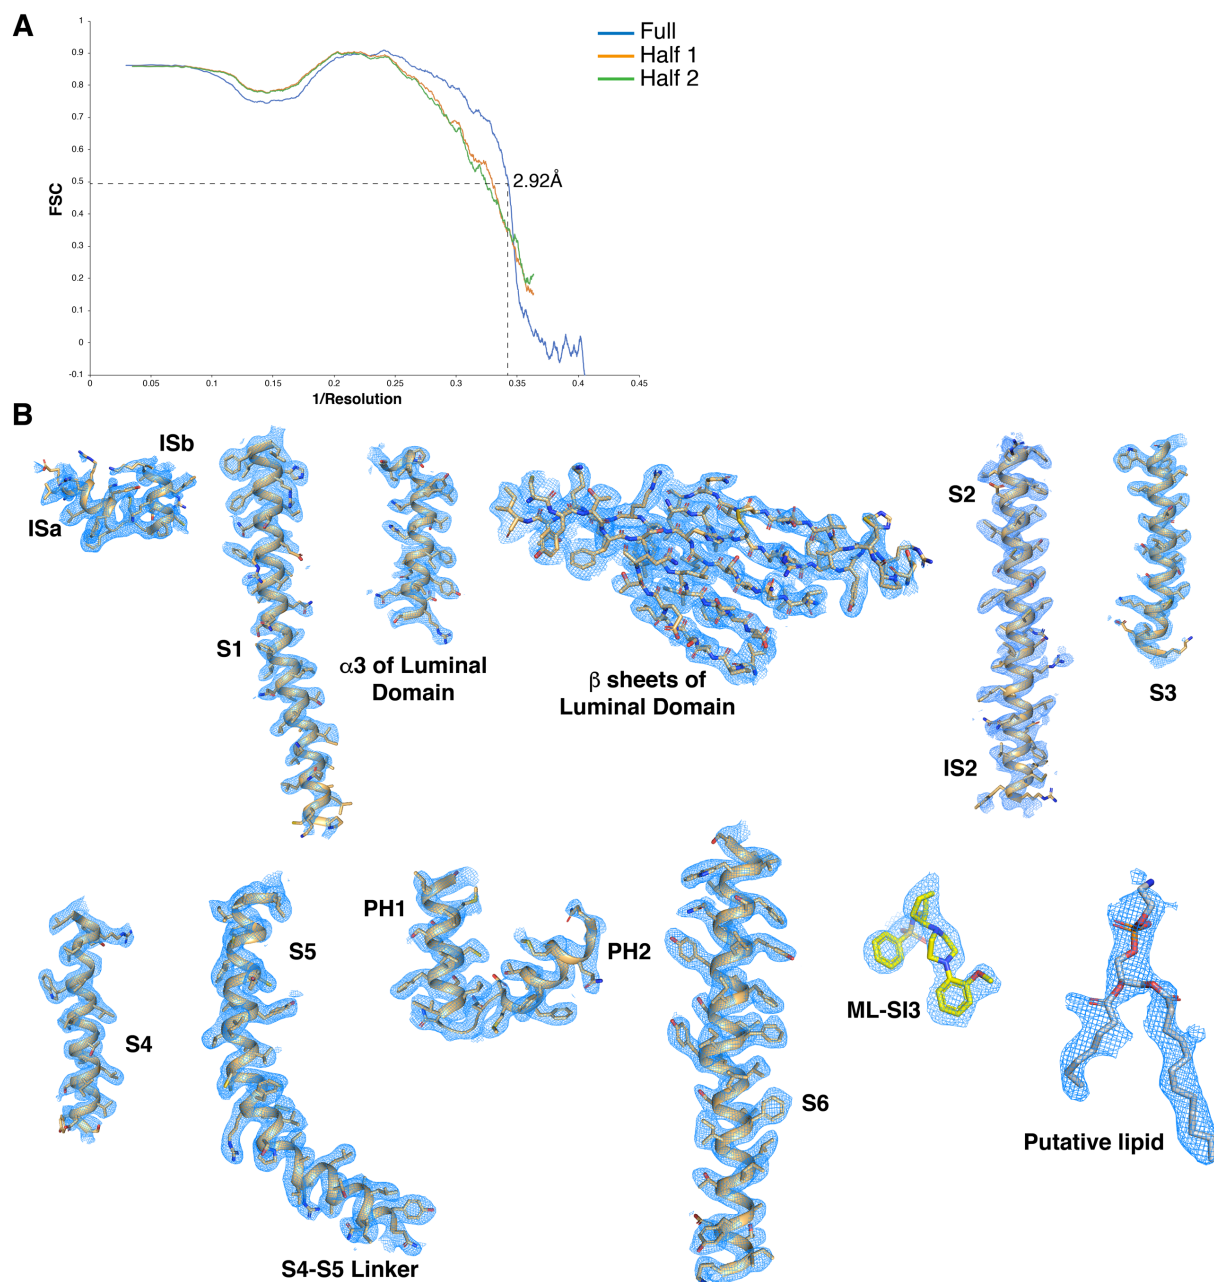 A
Full
Half 1
Half 2
1
0.9
0.8
0.7
0.6
0.5
0.4
0.3
0.2
0.1
0
-0.1
FSC
2.92Å
0 0.05 0.1 0.15 0.2 0.25 0.3 0.35 0.4 0.45
1/Resolution
B
ISb
ISa
S1
α3 of Luminal
Domain
β sheets of
Luminal Domain
S2
IS2
S3
S4
S5
S4-S5 Linker
PH1
PH2
S6
ML-SI3
Putative lipid